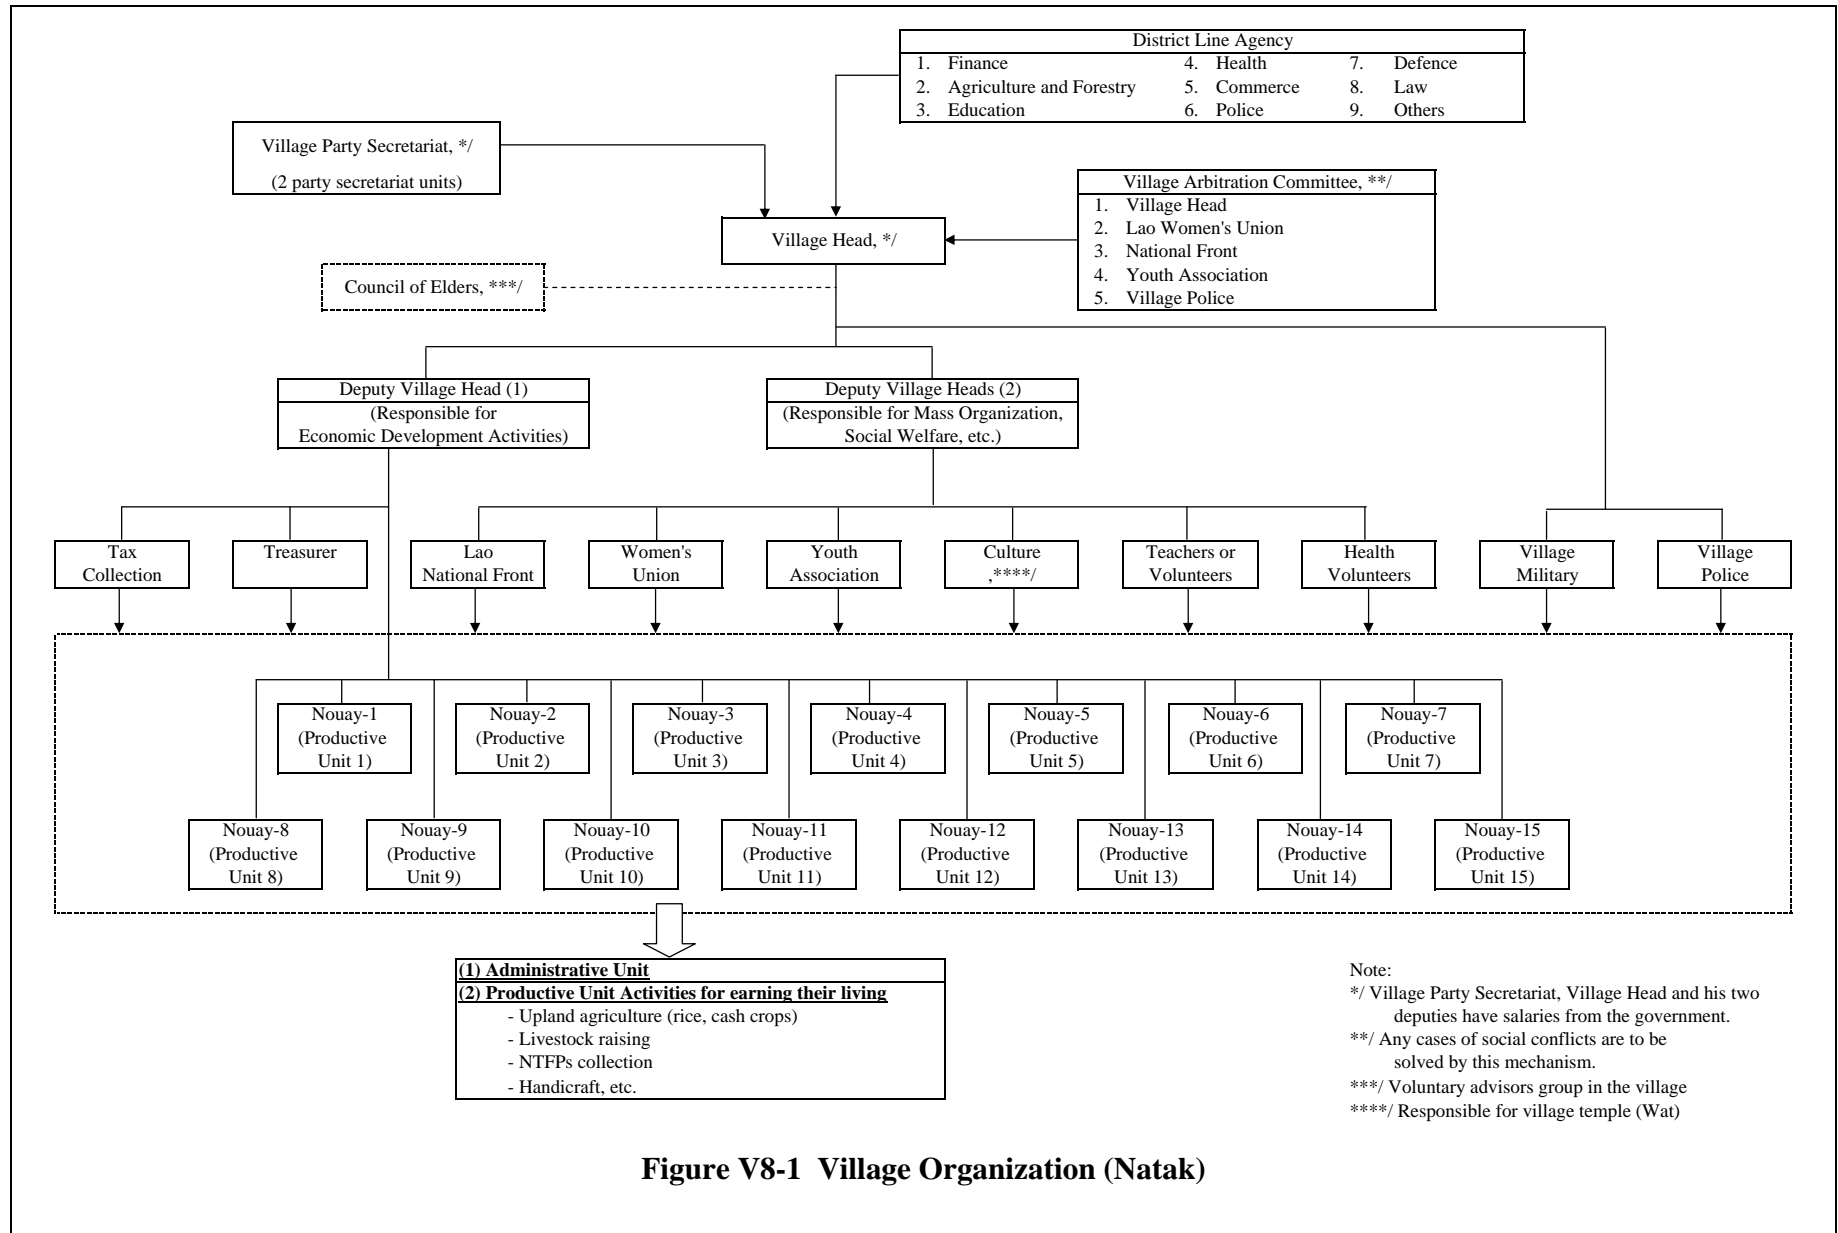 District Line Agency
1. Finance 4. Health 7. Defence
2. Agriculture and Forestry 5. Commerce 8. Law
3. Education 6. Police 9. Others
Village Party Secretariat, */
(2 party secretariat units)
Village Arbitration Committee, **/
1. Village Head
2. Lao Women's Union
3. National Front
4. Youth Association
5. Village Police
Village Head, */
Council of Elders, ***/
Deputy Village Head (1)
(Responsible for
Economic Development Activities)
Deputy Village Heads (2)
(Responsible for Mass Organization,
Social Welfare, etc.)
Tax
Collection
Treasurer
Lao
National Front
Women's
Union
Youth
Association
Culture
,****/
Teachers or
Volunteers
Health
Volunteers
Village
Military
Village
Police
Nouay-1
(Productive
Unit 1)
Nouay-2
(Productive
Unit 2)
Nouay-3
(Productive
Unit 3)
Nouay-4
(Productive
Unit 4)
Nouay-5
(Productive
Unit 5)
Nouay-6
(Productive
Unit 6)
Nouay-7
(Productive
Unit 7)
Nouay-8
(Productive
Unit 8)
Nouay-9
(Productive
Unit 9)
Nouay-10
(Productive
Unit 10)
Nouay-11
(Productive
Unit 11)
Nouay-12
(Productive
Unit 12)
Nouay-13
(Productive
Unit 13)
Nouay-14
(Productive
Unit 14)
Nouay-15
(Productive
Unit 15)
(1) Administrative Unit
(2) Productive Unit Activities for earning their living
- Upland agriculture (rice, cash crops)
- Livestock raising
- NTFPs collection
- Handicraft, etc.
Note:
*/ Village Party Secretariat, Village Head and his two
deputies have salaries from the government.
**/ Any cases of social conflicts are to be
solved by this mechanism.
***/ Voluntary advisors group in the village
****/ Responsible for village temple (Wat)
Figure V8-1 Village Organization (Natak)